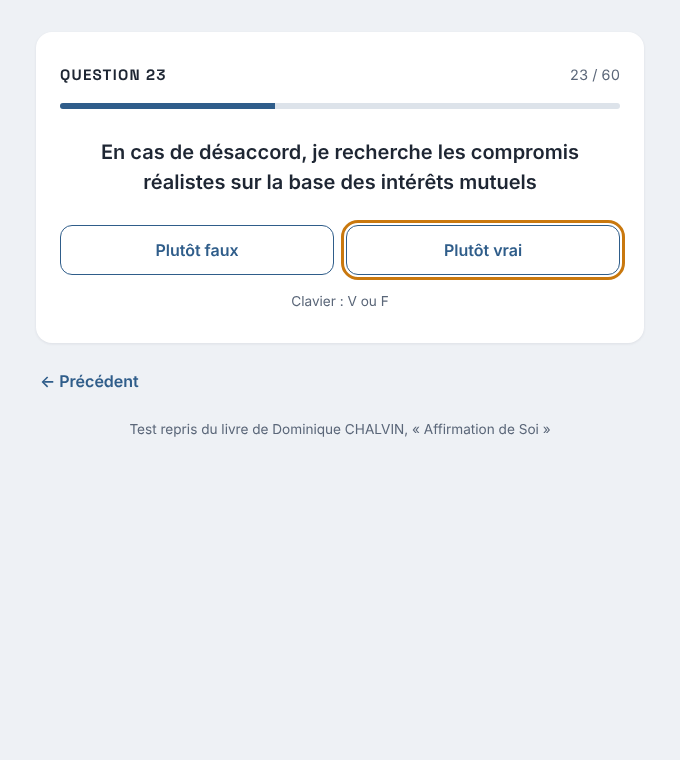 QUESTION 23
23 / 60
En cas de désaccord, je recherche les compromis
réalistes sur la base des intérêts mutuels
Plutôt faux
Plutôt vrai
Clavier : V ou F
← Précédent
Test repris du livre de Dominique CHALVIN, « Affirmation de Soi »